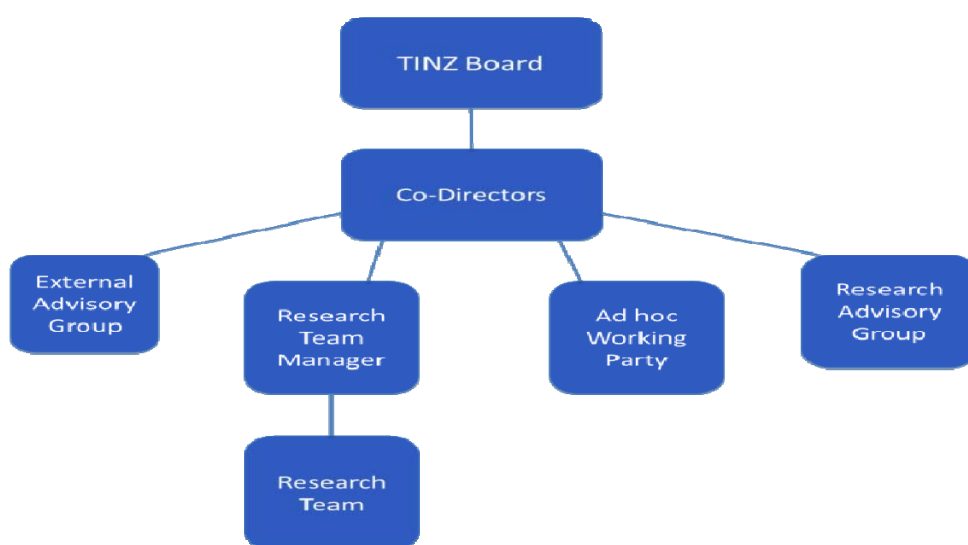 TINZ Board
Co-Directors
External
Advisory
Group
Research
Team
Manager
Ad hoc
Working
Party
Research
Advisory
Group
Research
Team